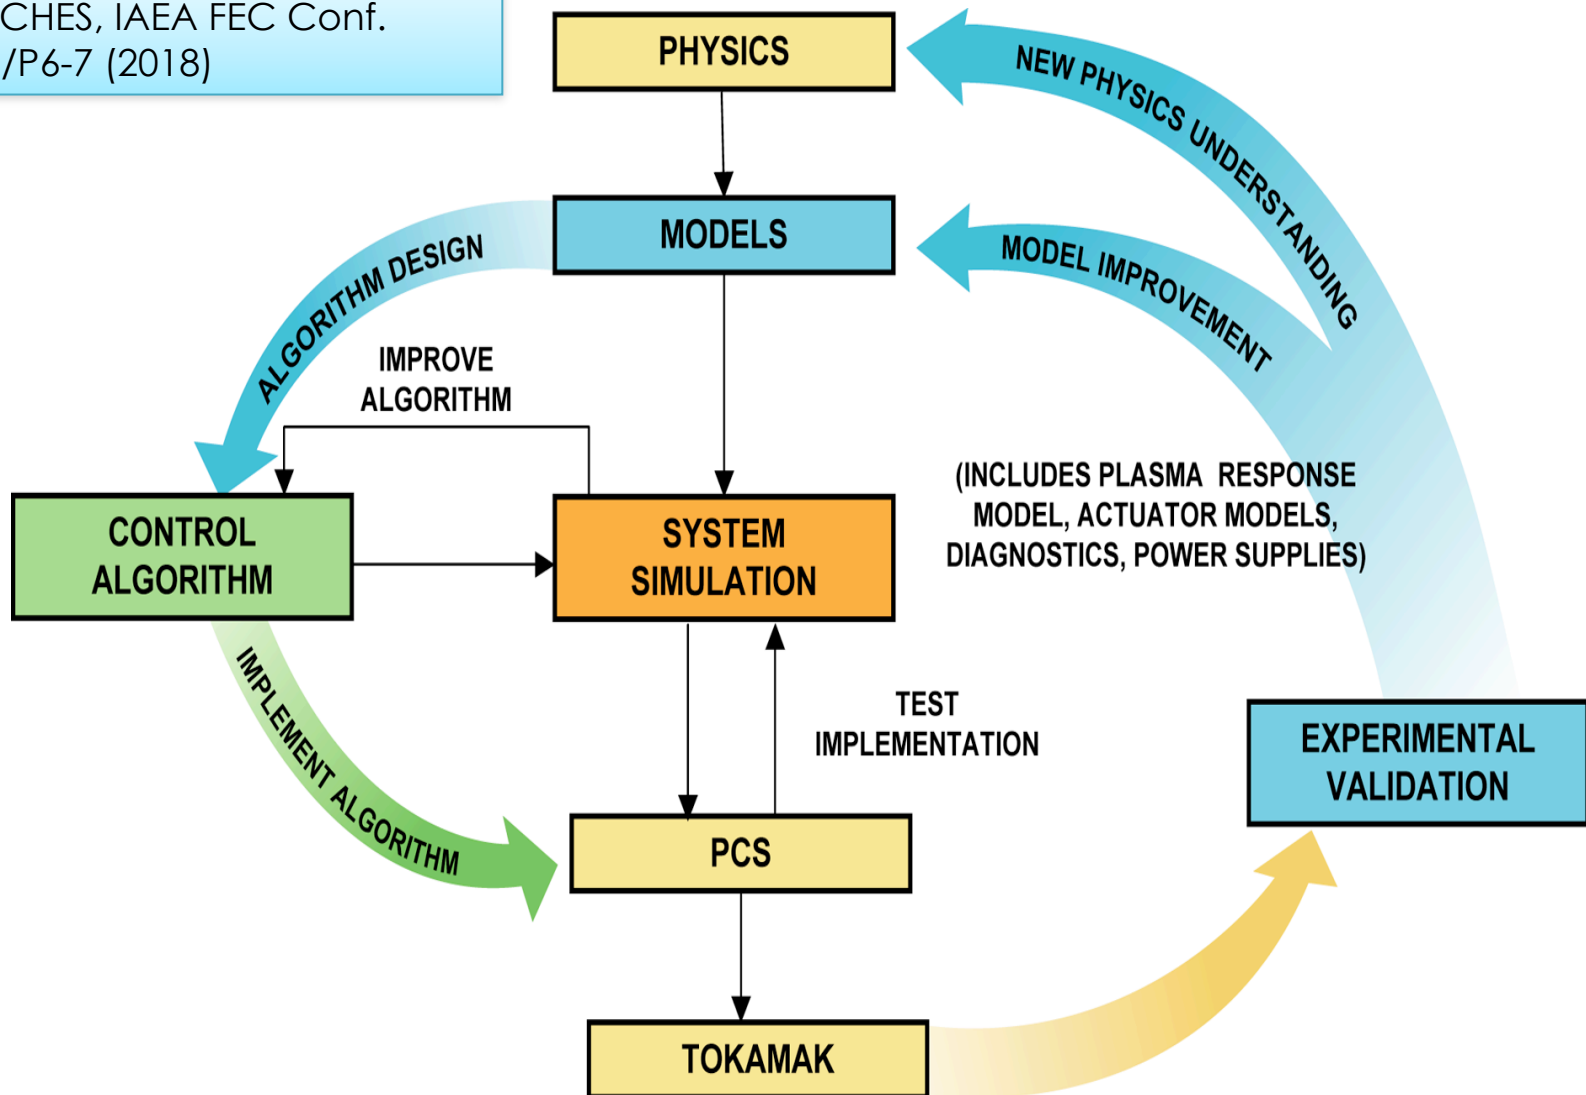 CHES, IAEA FEC Conf.
/P6-7 (2018)
PHYSICS
NEW PHYSICS UNDERSTANDING
MODELS
MODEL IMPROVEMENT
ALGORITHM DESIGN
IMPROVE
ALGORITHM
(INCLUDES PLASMA RESPONSE
MODEL, ACTUATOR MODELS,
DIAGNOSTICS, POWER SUPPLIES)
CONTROL
ALGORITHM
SYSTEM
SIMULATION
IMPLEMENT ALGORITHM
TEST
IMPLEMENTATION
EXPERIMENTAL
VALIDATION
PCS
TOKAMAK